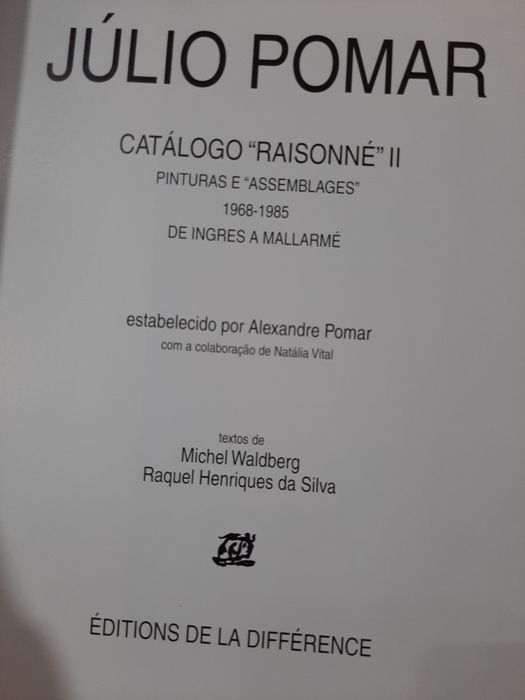 JÚLIO POMAR
CATÁLOGO “RAISONNÉ” II
PINTURAS E “ASSEMBLAGES”
1968-1985
DE INGRES A MALLARMÉ
estabelecido por Alexandre Pomar
com a colaboração de Natália Vital
textos de
Michel Waldberg
Raquel Henriques da Silva
ÉDITIONS DE LA DIFFÉRENCE